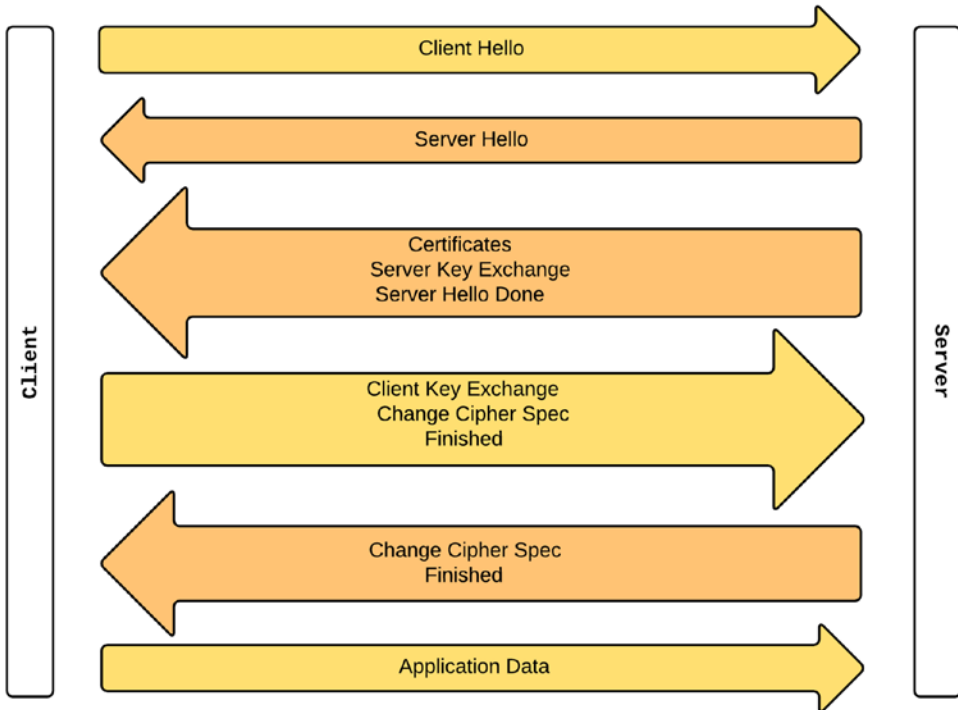 Client Hello
Server Hello
Certificates
Server Key Exchange
Server Hello Done
Client
Server
Client Key Exchange
Change Cipher Spec
Finished
Change Cipher Spec
Finished
Application Data